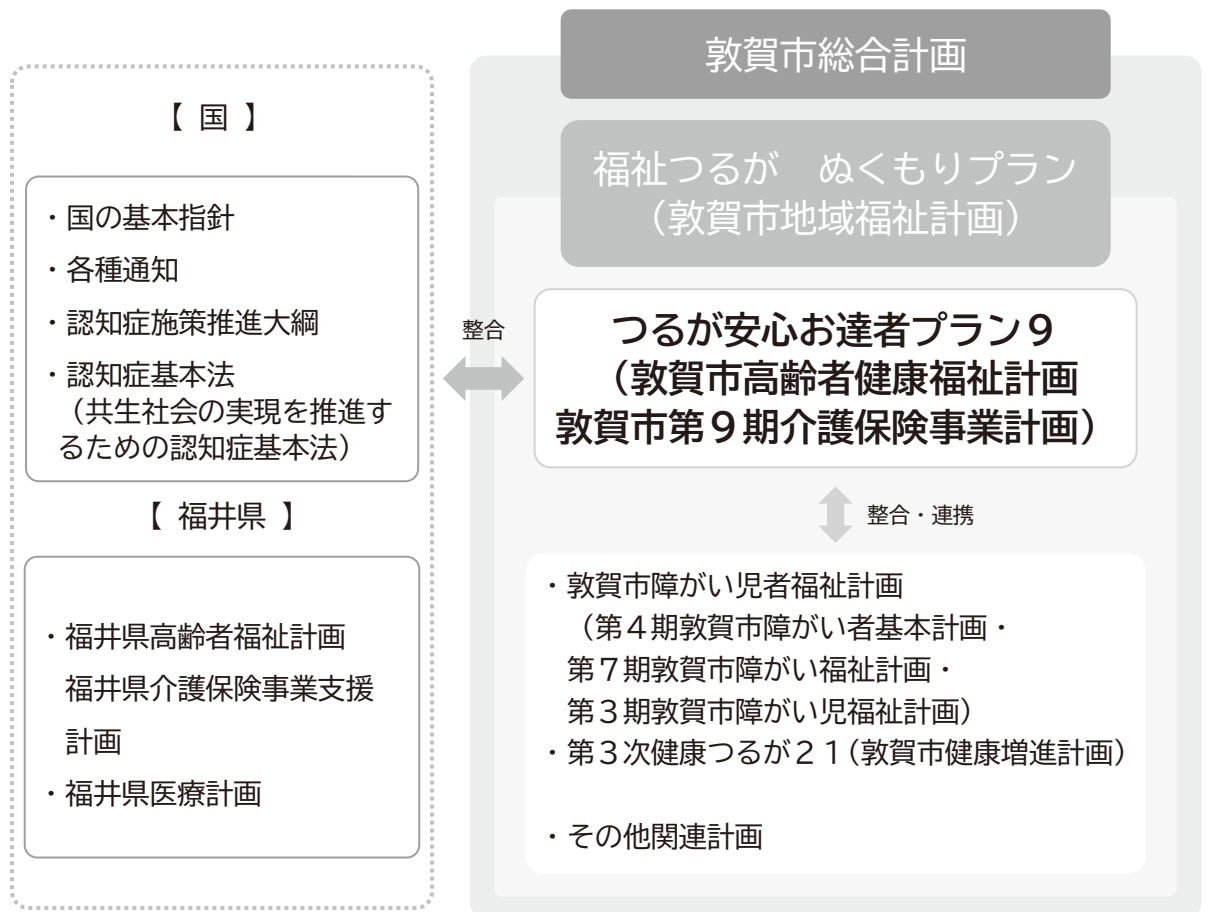 【 国 】
・国の基本指針
・各種通知
・認知症施策推進大綱
・認知症基本法
（共生社会の実現を推進す
るための認知症基本法）
【 福井県 】
・福井県高齢者福祉計画
福井県介護保険事業支援
計画
・福井県医療計画
整合
敦賀市総合計画
福祉つるが　ぬくもりプラン
（敦賀市地域福祉計画）
つるが安心お達者プラン９
（敦賀市高齢者健康福祉計画
敦賀市第９期介護保険事業計画）
整合・連携
・敦賀市障がい児者福祉計画
（第４期敦賀市障がい者基本計画・
第７期敦賀市障がい福祉計画・
第３期敦賀市障がい児福祉計画）
・第３次健康つるが２１（敦賀市健康増進計画）
・その他関連計画